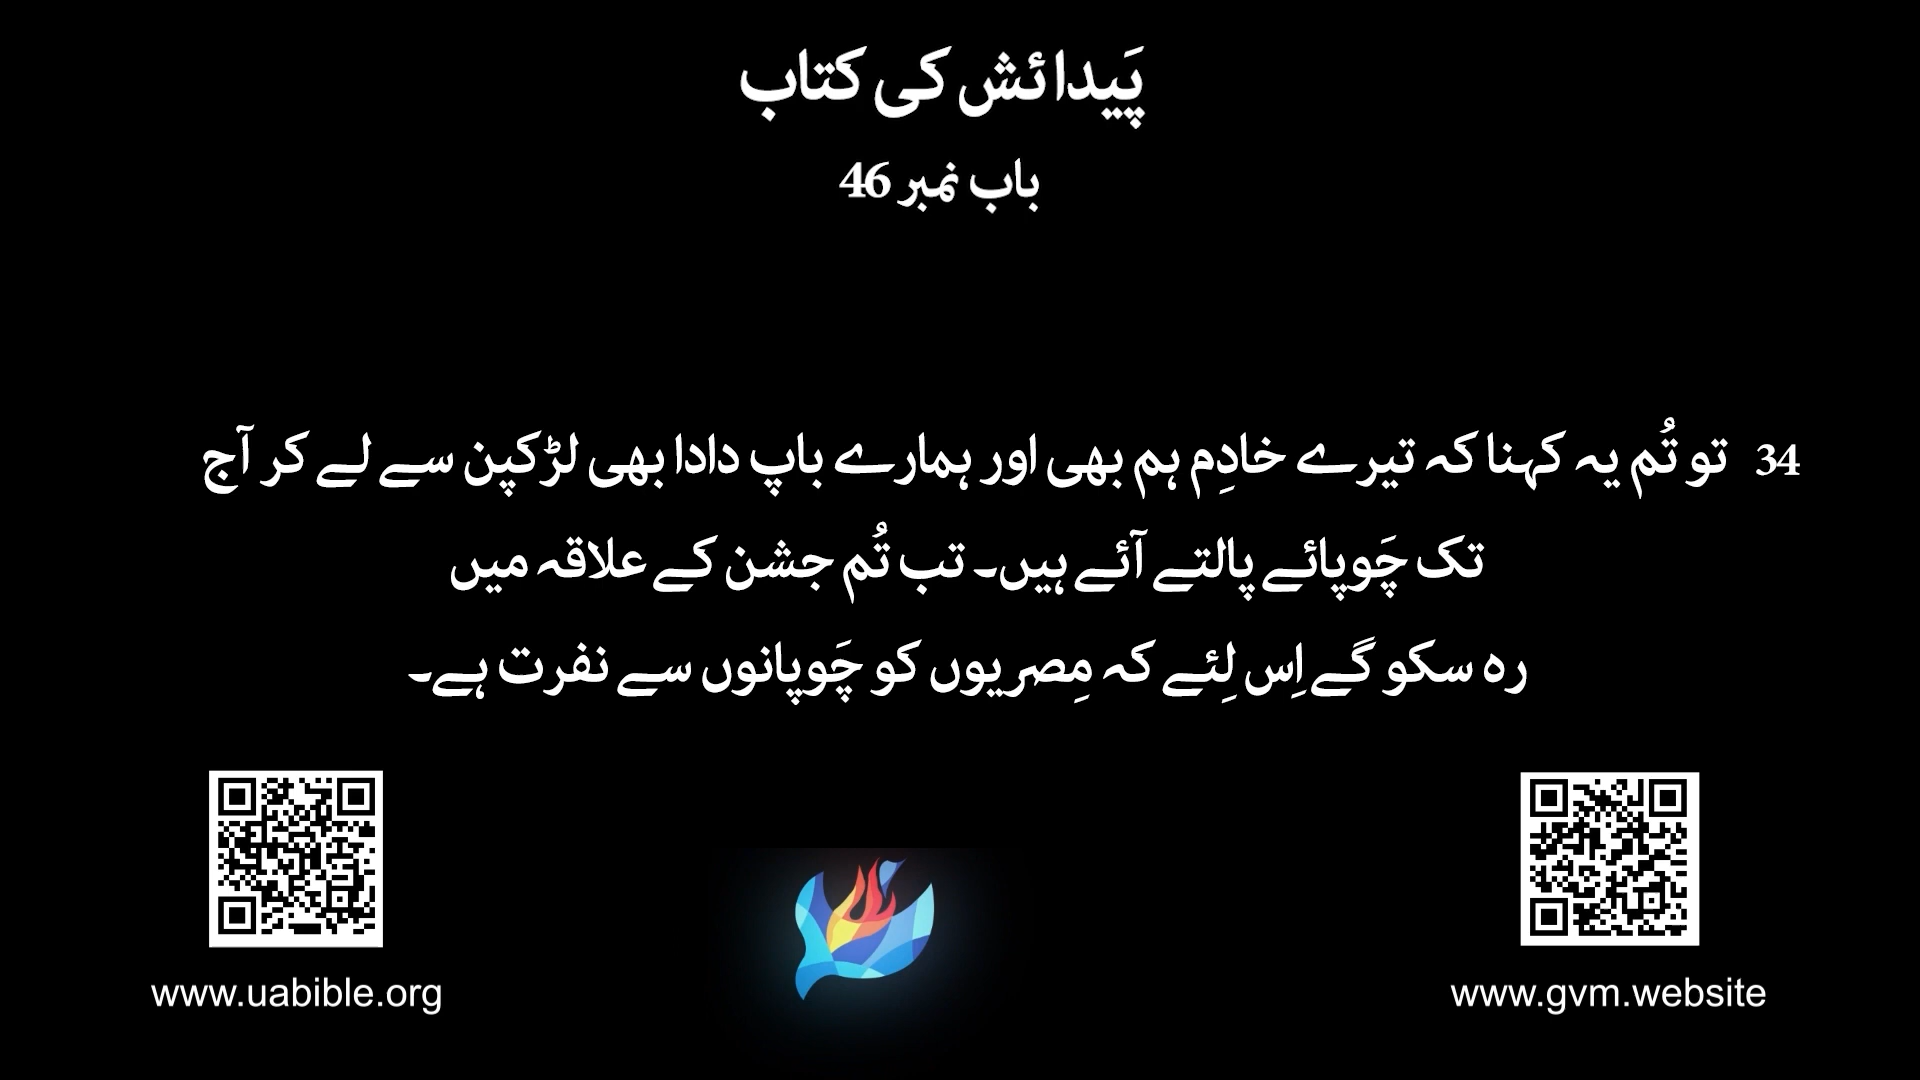 پَیدائش کی کتاب
باب نمبر 46
34 تو تُم یہ کہنا کہ تیرے خادِم ہم بھی اور ہمارے باپ دادا بھی لڑکپن سے لے کر آج
تک چَوپائے پالتے آئے ہیں۔ تب تُم جشن کے علاقہ میں
رہ سکو گے اِس لِئے کہ مِصریوں کو چَوپانوں سے نفرت ہے۔
www.uabible.org
www.gvm.website